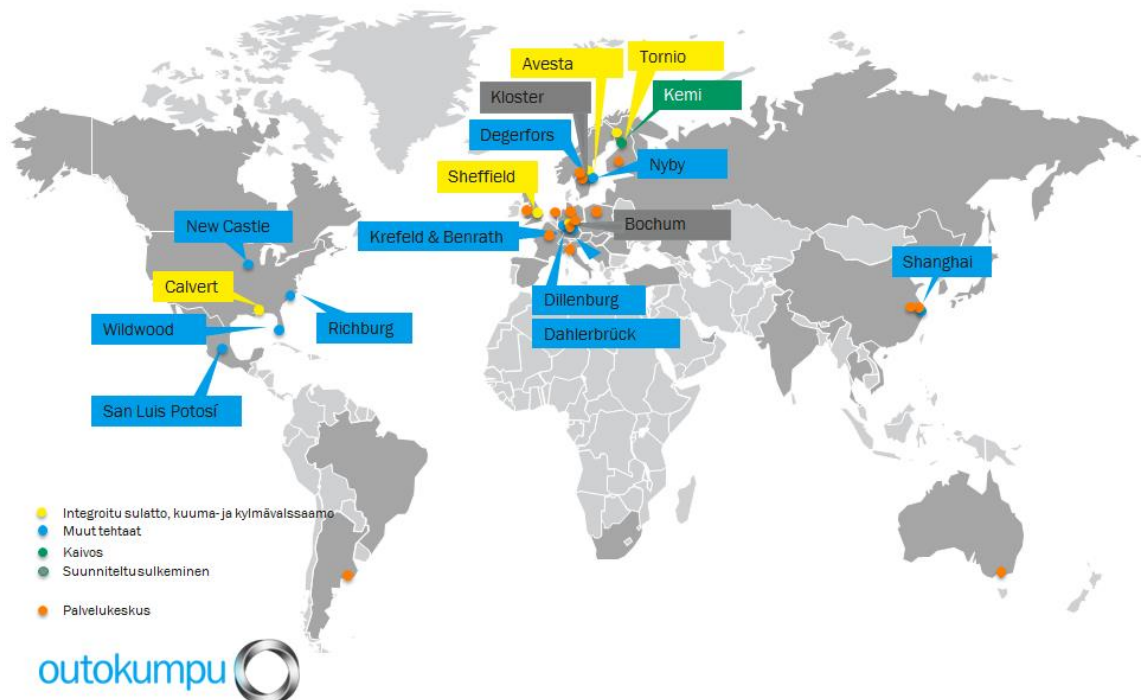 Avesta
Tornio
Kloster
Kemi
Degerfors
Nyby
Sheffield
New Castle
Krefeld & Benrath
Bochum
Shanghai
Calvert
Dillenburg
Wildwood
Richburg
Dahlerbrück
San Luis Potosí
Integroitu sulatto, kuuma- ja kylmävalssaamo
Muut tehtaat
Kaivos
Suunniteltu sulkeminen
Palvelukeskus
outokumpu